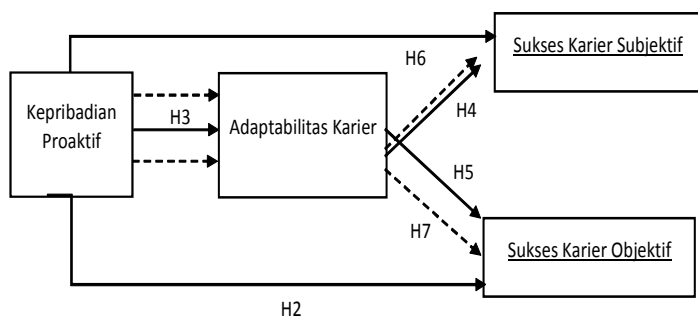 Sukses Karier Subjektif
H6
Kepribadian
Proaktif
H3
Adaptabilitas Karier
H4
H5
H7
Sukses Karier Objektif
H2